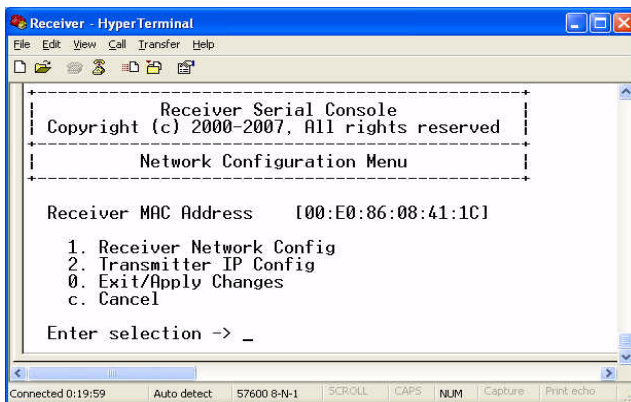 Receiver - HyperTerminal
File Edit View Call Transfer Help
Receiver Serial Console
Copyright (c) 2000-2007, All rights reserved
Network Configuration Menu
Receiver MAC Address [00:E0:86:08:41:1C]
1. Receiver Network Config
2. Transmitter IP Config
0. Exit/Apply Changes
c. Cancel
Enter selection -> _
Connected 0:19:59 Auto detect 57600 8-N-1 SCROLL CAPS NUM Capture Print echo